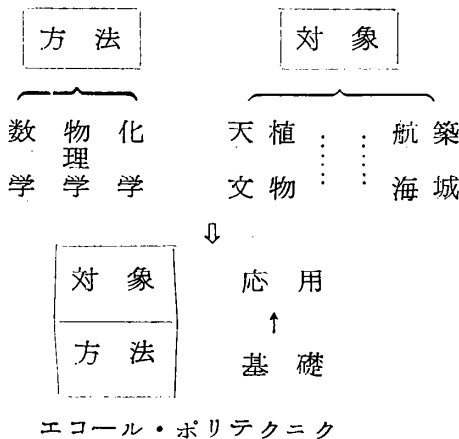 方法
対象
数学 物理学 化学
天文 植物 …… …… 航海 築城
⇩
対象 応用
↑
方法 基礎
エコール・ポリテクニク